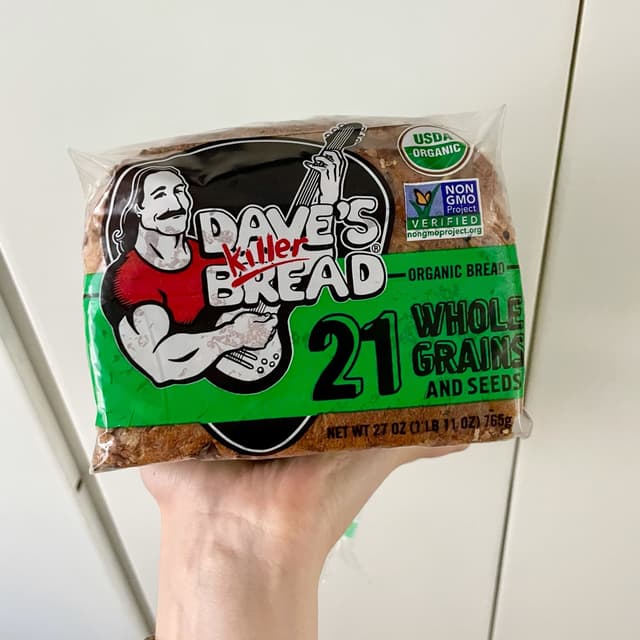 USDA
ORGANIC
NON
GMO
Project
VERIFIED
nongmoproject.org
DAVE'S
killer
BREAD®
ORGANIC BREAD
21
WHOLE
GRAINS
AND SEEDS
NET WT 27 OZ (1 LB 11 OZ) 765g